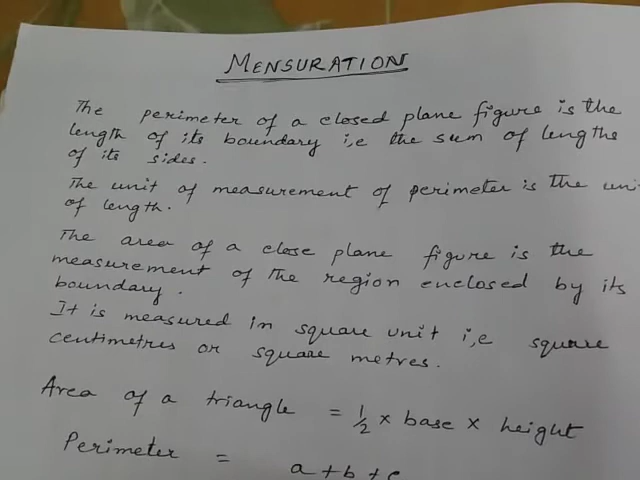 MENSURATION
The perimeter of a closed plane figure is the
length of its boundary i,e the sum of lengths
of its sides.
The unit of measurement of perimeter is the uni
of length.
The area of a close plane figure is the
measurement of the region enclosed by its
boundary.
It is measured in square unit i,e square
centimetres or square metres.
Area of a triangle = 1/2 × base × height
Perimeter = a + b + c